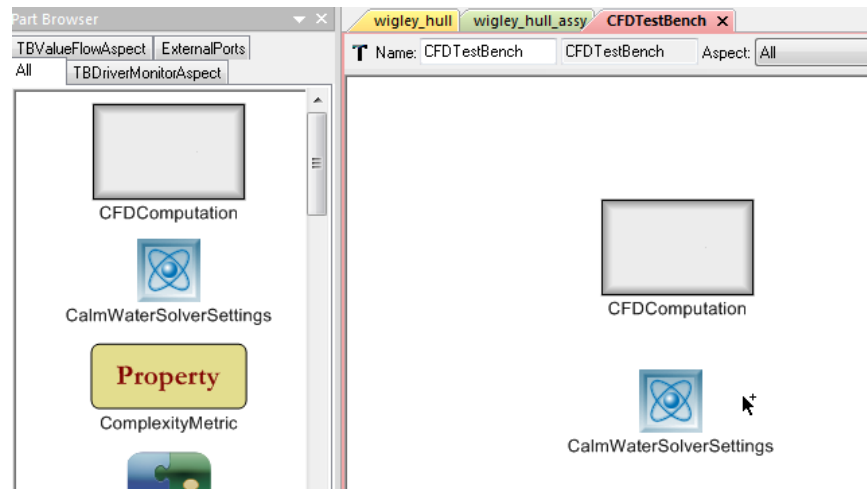 Part Browser
TBValueFlowAspect ExternalPorts
All TBDriverMonitorAspect
CFDComputation
CalmWaterSolverSettings
Property
ComplexityMetric
wigley_hull wigley_hull_assy CFDTestBench
Name: CFDTestBench CFDTestBench Aspect: All
CFDComputation
CalmWaterSolverSettings